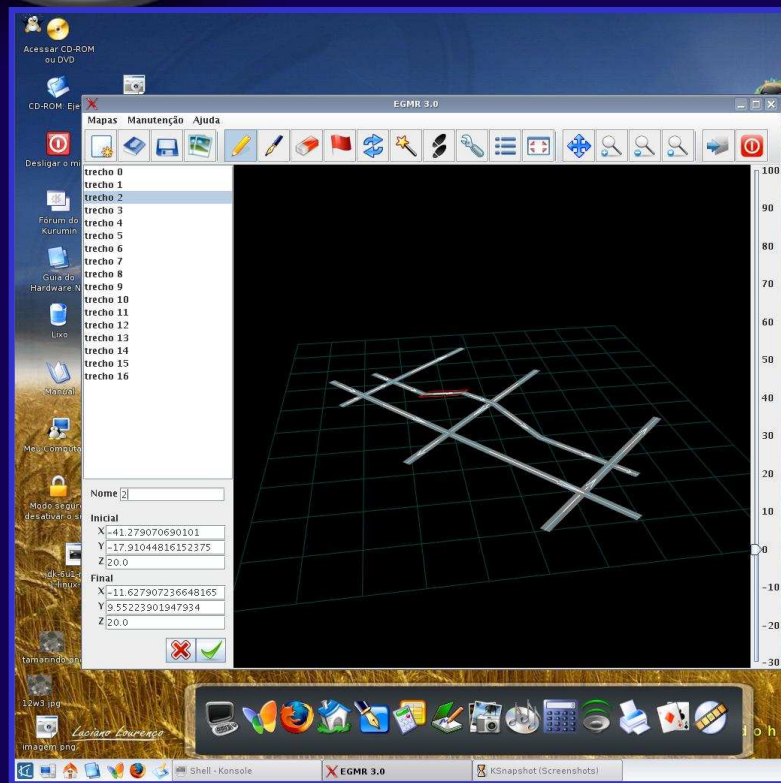 Acessar CD-ROM
ou DVD
CD-ROM: Eje
Desligar o mi
Fórum do
Kurumin
Guia do
Hardware N
Lixo
Manual
Meu Computa
Modo segur
desativar o s
dk-6u1-
-linux-
tamarindo.pn
12w3.jpg
imagem.png
EGMR 3.0
Mapas Manutenção Ajuda
trecho 0
trecho 1
trecho 2
trecho 3
trecho 4
trecho 5
trecho 6
trecho 7
trecho 8
trecho 9
trecho 10
trecho 11
trecho 12
trecho 13
trecho 14
trecho 15
trecho 16
Nome 2
Inicial
X -41.279070690101
Y -17.91044816152375
Z 20.0
Final
X -11.627907236648165
Y 9.55223901947934
Z 20.0
100
90
80
70
60
50
40
30
20
10
0
-10
-20
-30
Luciano Lourenço
Shell - Konsole
EGMR 3.0
KSnapshot (Screenshots)